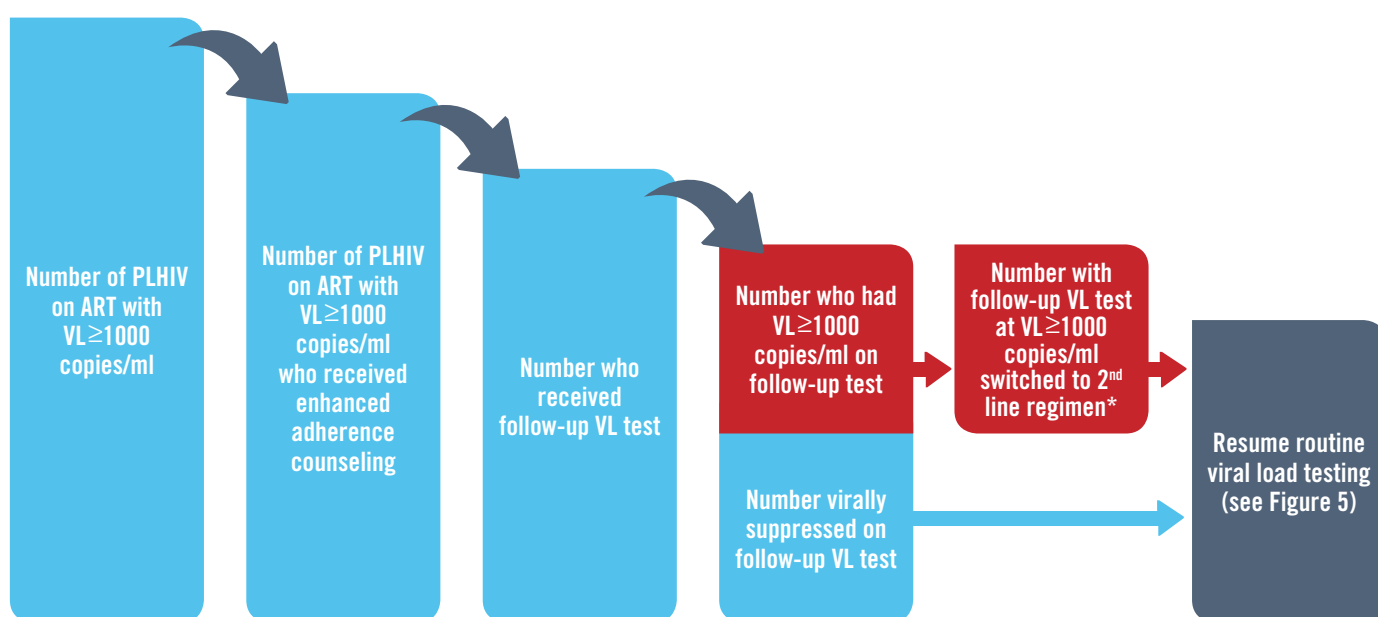 Number of PLHIV
on ART with
VL≥1000
copies/ml
Number of PLHIV
on ART with
VL≥1000
copies/ml
who received
enhanced
adherence
counseling
Number who
received
follow-up VL test
Number who had
VL≥1000
copies/ml on
follow-up test
Number virally
suppressed on
follow-up VL test
Number with
follow-up VL test
at VL≥1000
copies/ml
switched to 2nd
line regimen*
Resume routine
viral load testing
(see Figure 5)